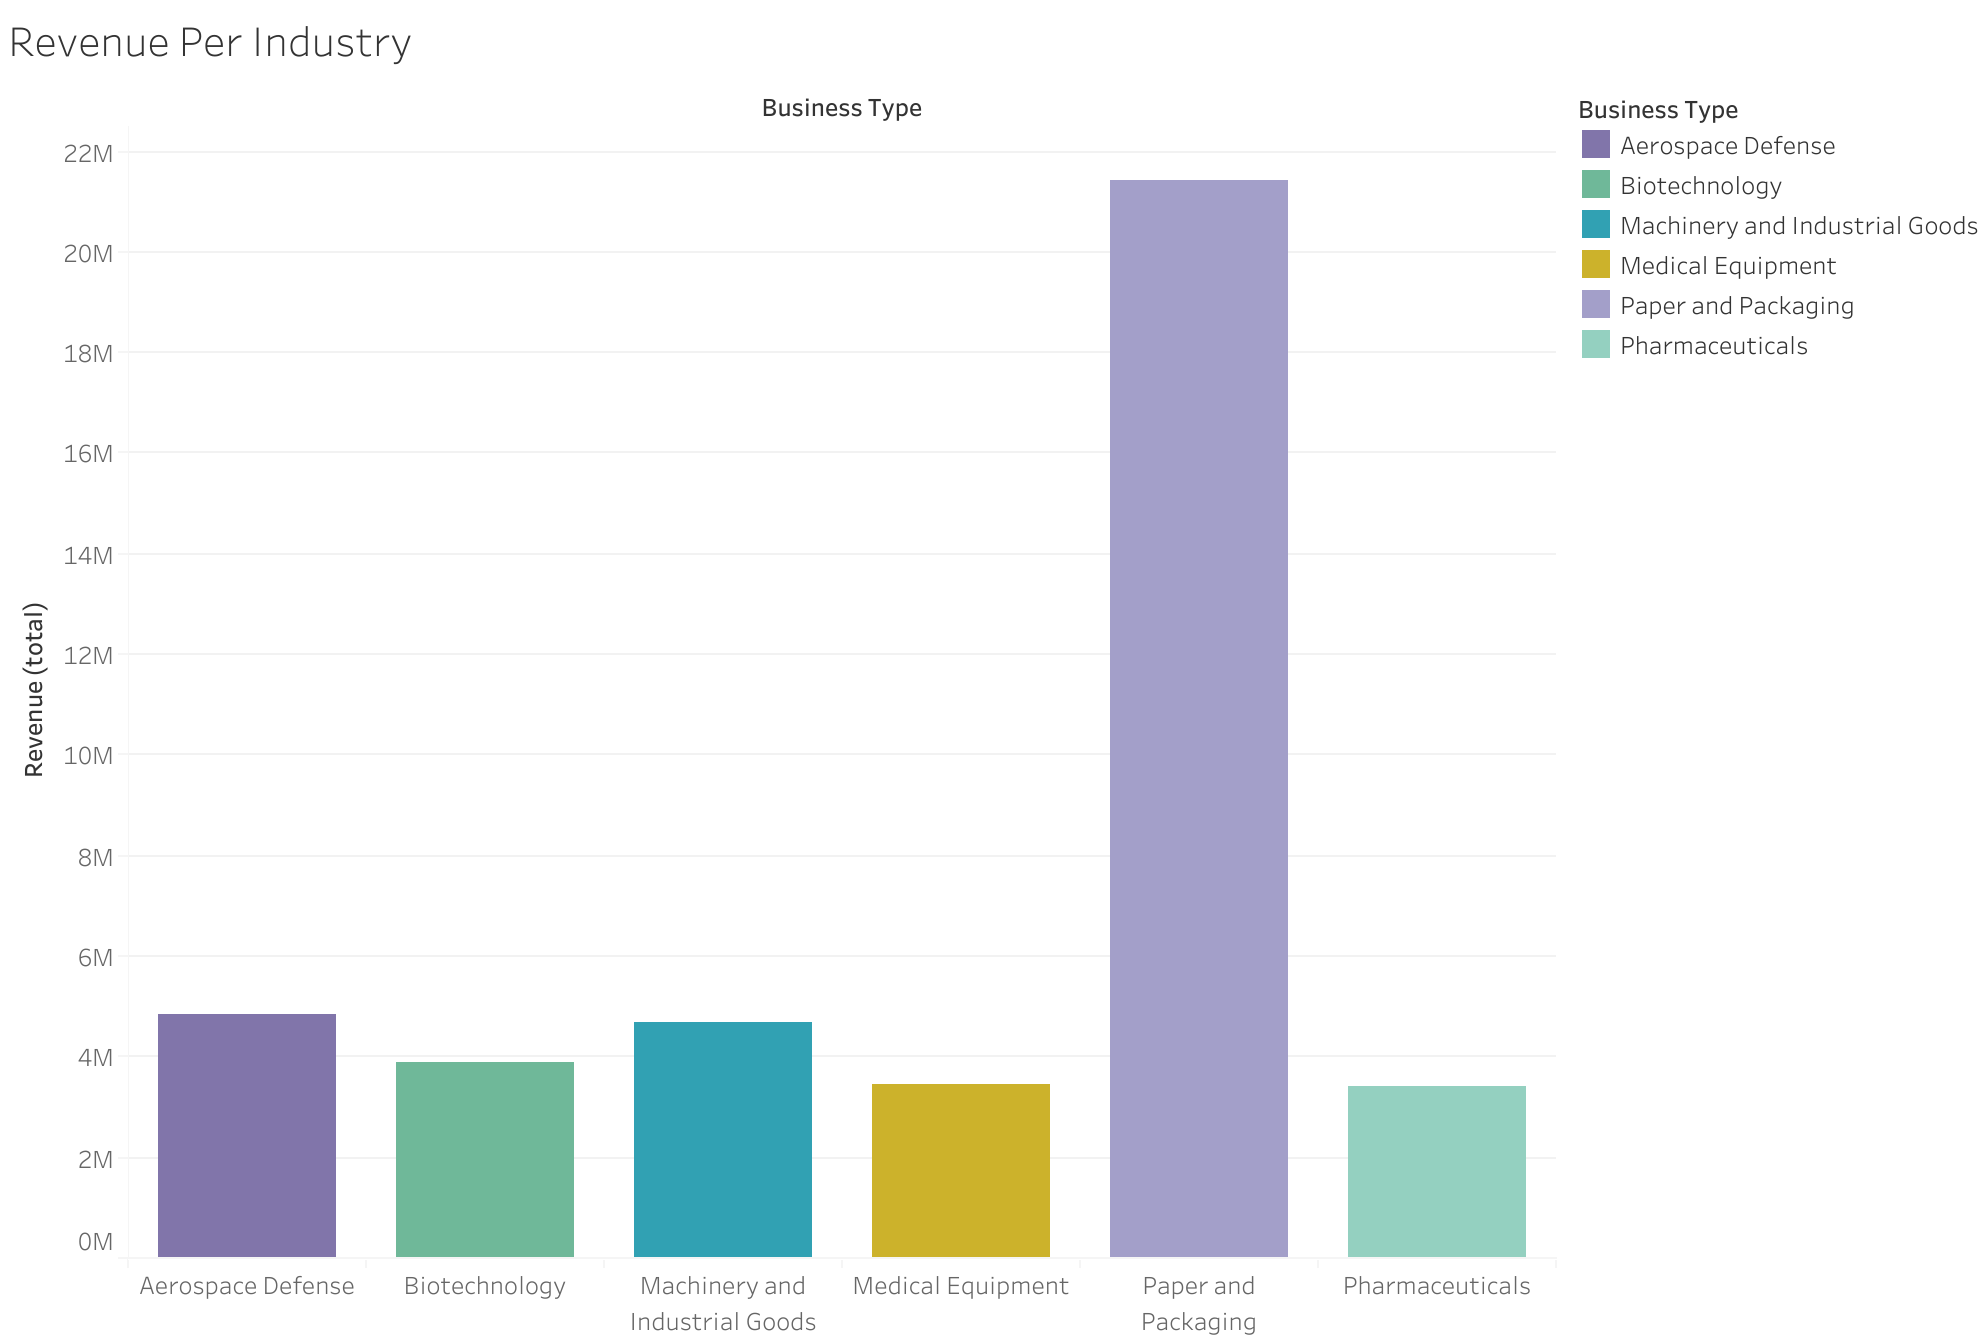 Revenue Per Industry
Business Type
22M
20M
18M
16M
14M
12M
10M
8M
6M
4M
2M
0M
Revenue (total)
Aerospace Defense
Biotechnology
Machinery and
Industrial Goods
Medical Equipment
Paper and
Packaging
Pharmaceuticals
Business Type
Aerospace Defense
Biotechnology
Machinery and Industrial Goods
Medical Equipment
Paper and Packaging
Pharmaceuticals